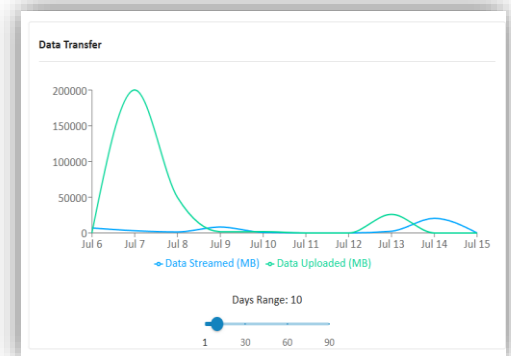 Data Transfer
200000
150000
100000
50000
0
Jul 6 Jul 7 Jul 8 Jul 9 Jul 10 Jul 11 Jul 12 Jul 13 Jul 14 Jul 15
Data Streamed (MB) Data Uploaded (MB)
Days Range: 10
1 30 60 90